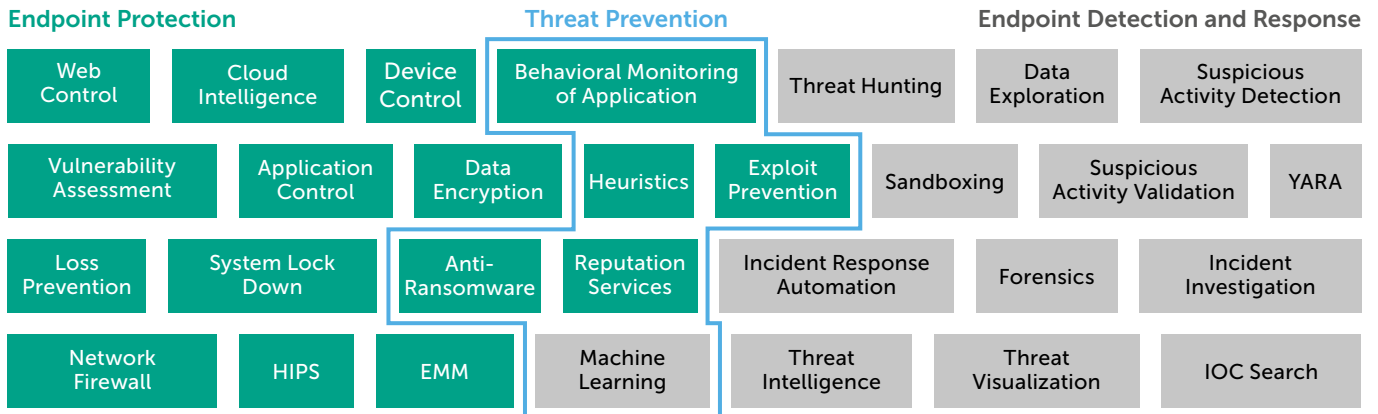 Endpoint Protection
Threat Prevention
Endpoint Detection and Response
Web
Control
Cloud
Intelligence
Device
Control
Behavioral Monitoring
of Application
Threat Hunting
Data
Exploration
Suspicious
Activity Detection
Vulnerability
Assessment
Application
Control
Data
Encryption
Heuristics
Exploit
Prevention
Sandboxing
Suspicious
Activity Validation
YARA
Loss
Prevention
System Lock
Down
Anti-
Ransomware
Reputation
Services
Incident Response
Automation
Forensics
Incident
Investigation
Network
Firewall
HIPS
EMM
Machine
Learning
Threat
Intelligence
Threat
Visualization
IOC Search